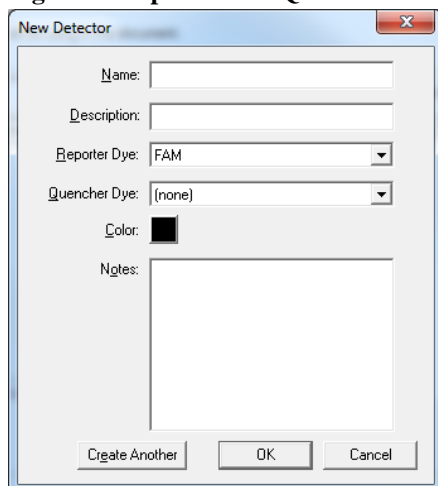 New Detector
Name:
Description:
Reporter Dye: FAM
Quencher Dye: (none)
Color:
Notes:
Create Another OK Cancel